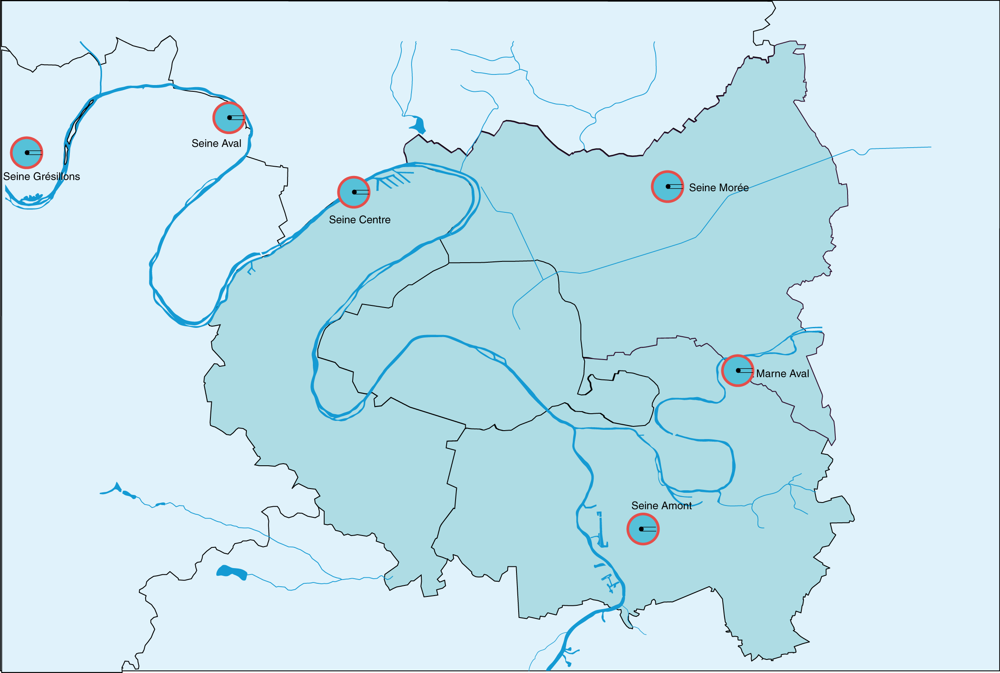 Seine Aval
Seine Grésillons
Seine Morée
Seine Centre
Marne Aval
Seine Amont